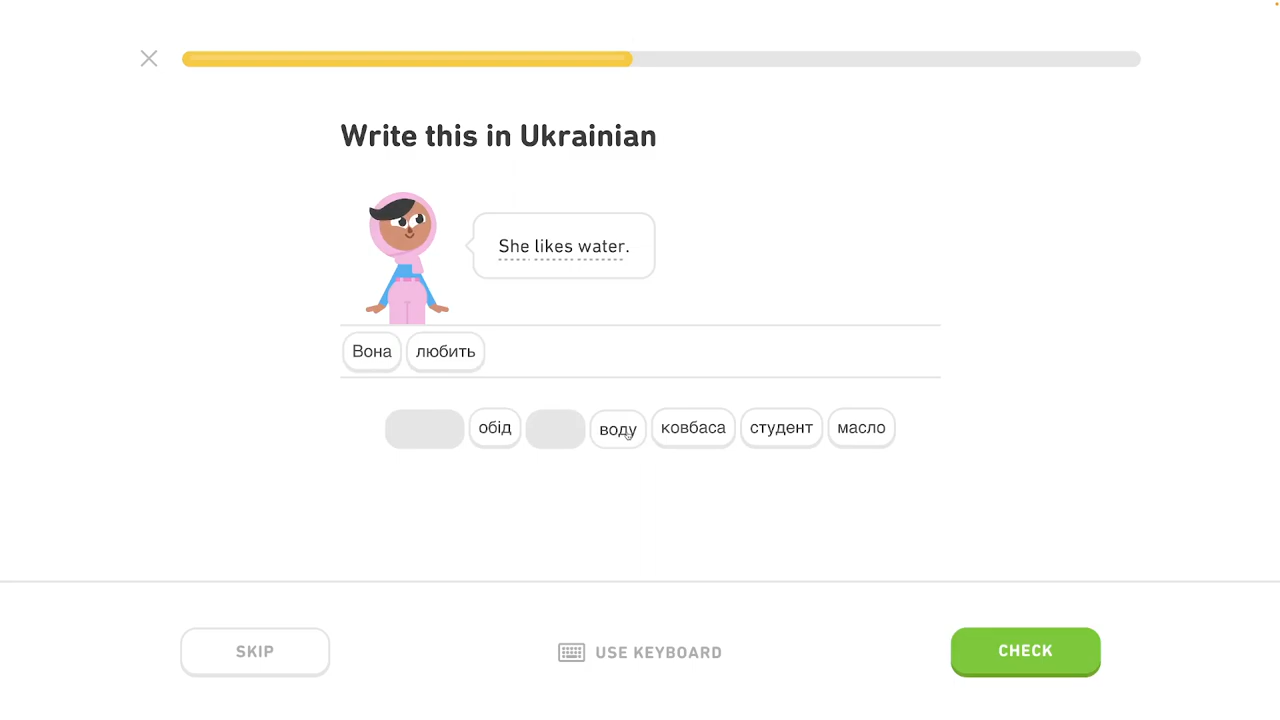 Write this in Ukrainian
She likes water.
Вона любить
обід воду ковбаса студент масло
SKIP USE KEYBOARD CHECK